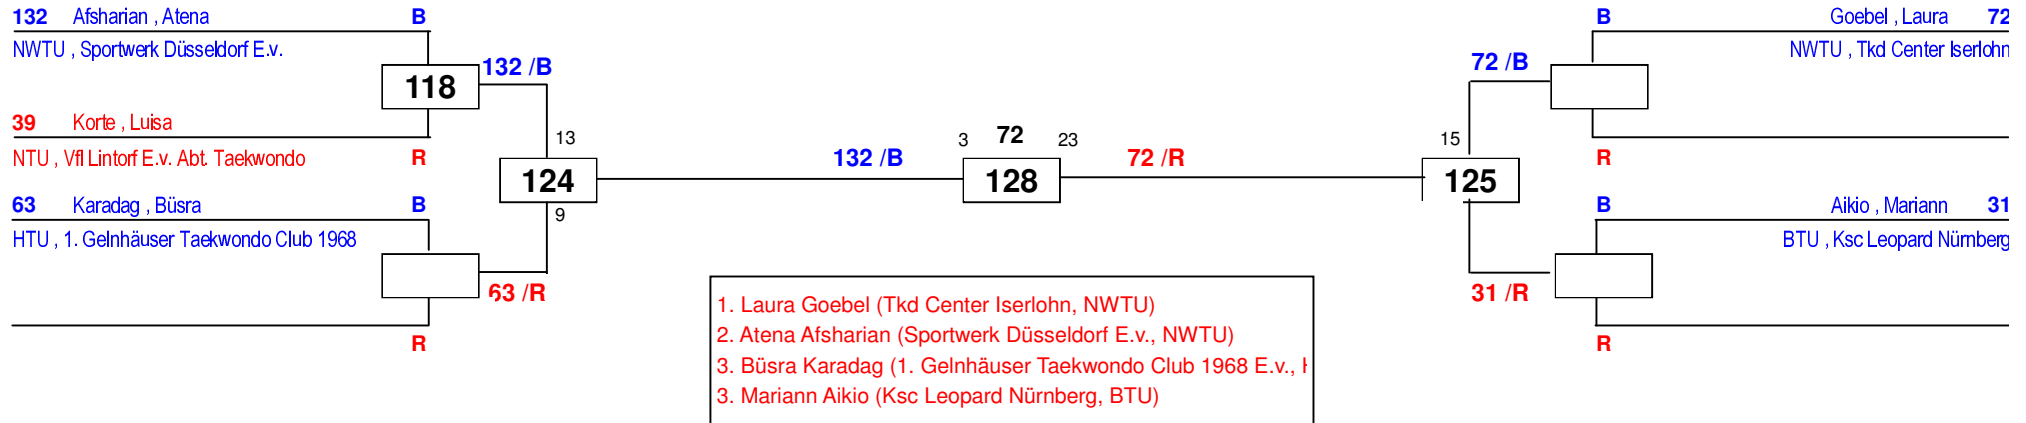 132 Afsharian , Atena B
NWTU , Sportwerk Düsseldorf E.v.
118
132 /B
39 Korte , Luisa
NTU , Vfl Lintorf E.v. Abt. Taekwondo R
13
124
9
63 Karadag , Büsra B
HTU , 1. Gelnhäuser Taekwondo Club 1968
63 /R
R
132 /B
3 72 23
128
72 /R
B Goebel , Laura 72
NWTU , Tkd Center Iserlohn
72 /B
15
125
R
B Aikio , Mariann 31
BTU , Ksc Leopard Nürnberg
31 /R
R
1. Laura Goebel (Tkd Center Iserlohn, NWTU)
2. Atena Afsharian (Sportwerk Düsseldorf E.v., NWTU)
3. Büsra Karadag (1. Gelnhäuser Taekwondo Club 1968 E.v.,
3. Mariann Aikio (Ksc Leopard Nürnberg, BTU)